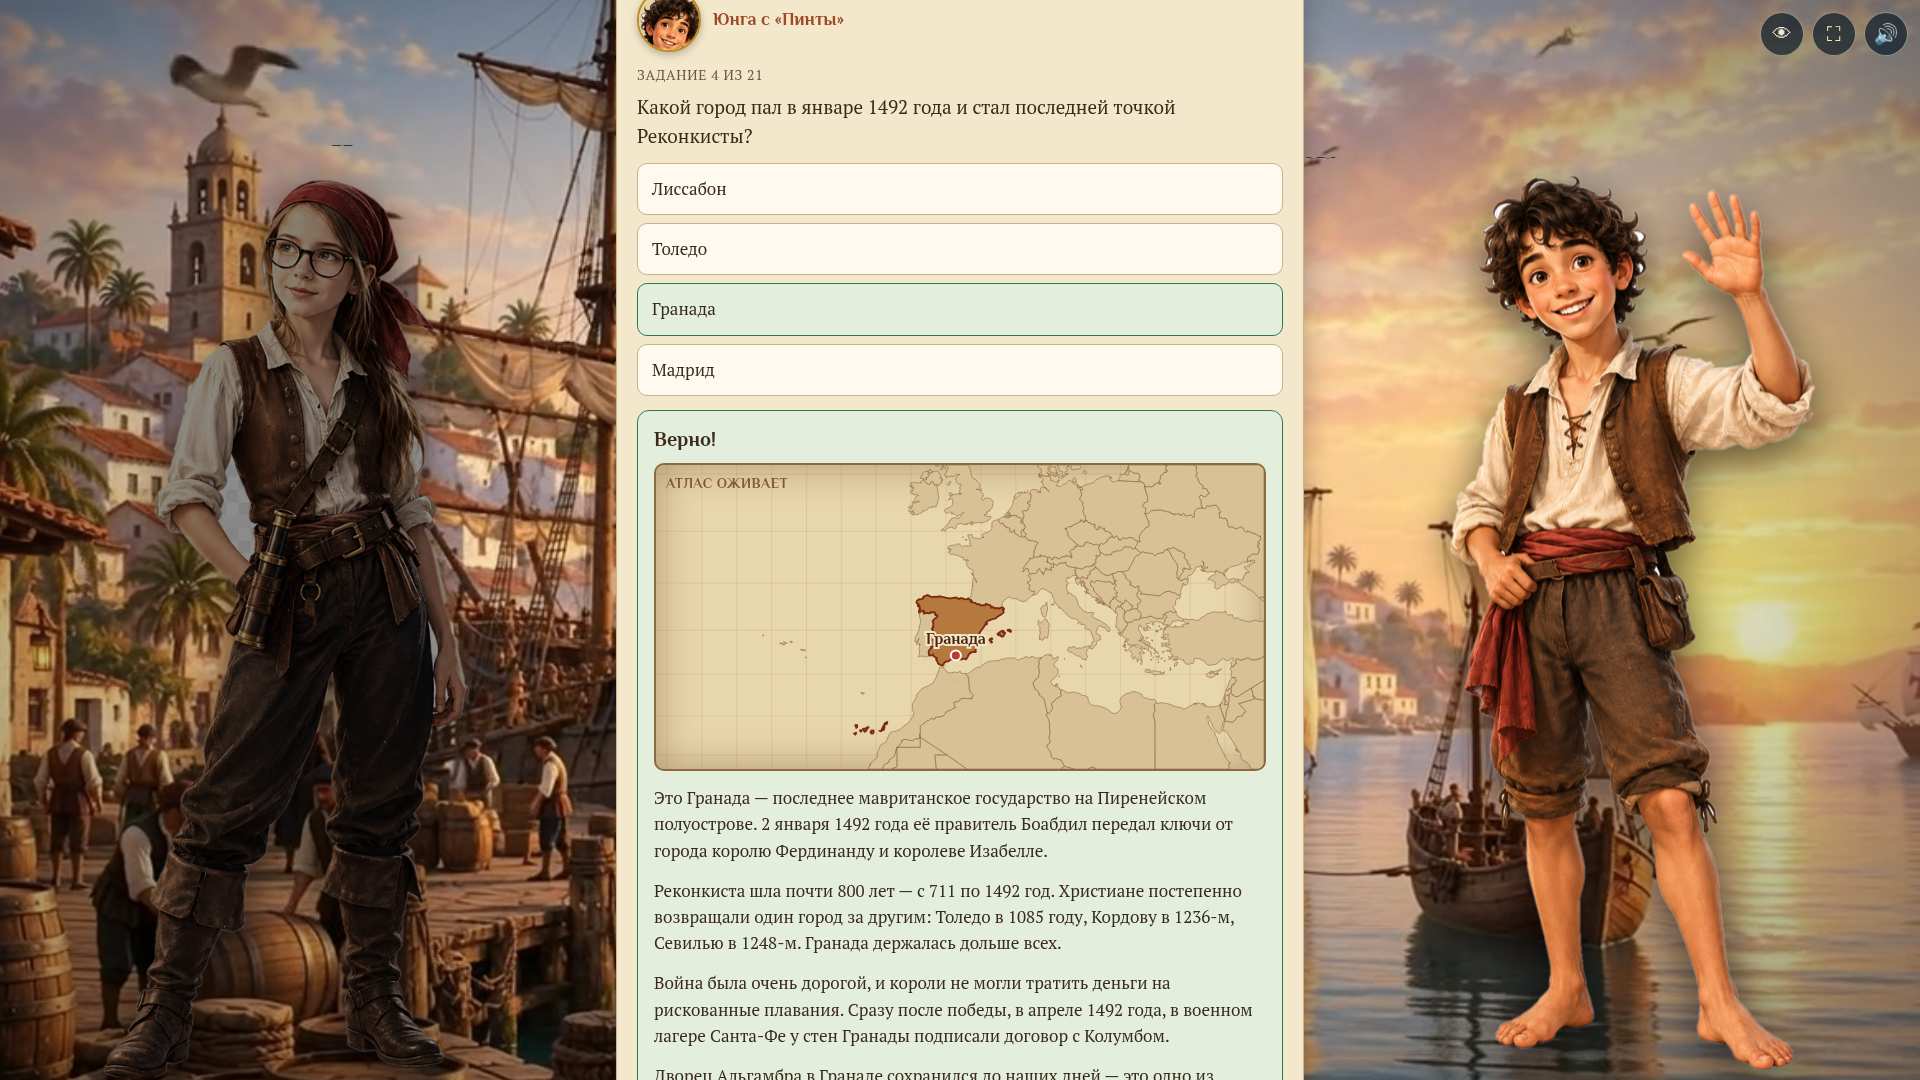 Юнга с «Пинты»
ЗАДАНИЕ 4 ИЗ 21
Какой город пал в январе 1492 года и стал последней точкой
Реконкисты?
Лиссабон
Толедо
Гранада
Мадрид
Верно!
АТЛАС ОЖИВАЕТ
Гранада
Это Гранада — последнее мавританское государство на Пиренейском
полуострове. 2 января 1492 года её правитель Боабдил передал ключи от
города королю Фердинанду и королеве Изабелле.
Реконкиста шла почти 800 лет — с 711 по 1492 год. Христиане постепенно
возвращали один город за другим: Толедо в 1085 году, Кордову в 1236-м,
Севилью в 1248-м. Гранада держалась дольше всех.
Война была очень дорогой, и короли не могли тратить деньги на
рискованные плавания. Сразу после победы, в апреле 1492 года, в военном
лагере Санта-Фе у стен Гранады подписали договор с Колумбом.
Дворец Альгамбра в Гранаде сохранился до наших дней — это одно из